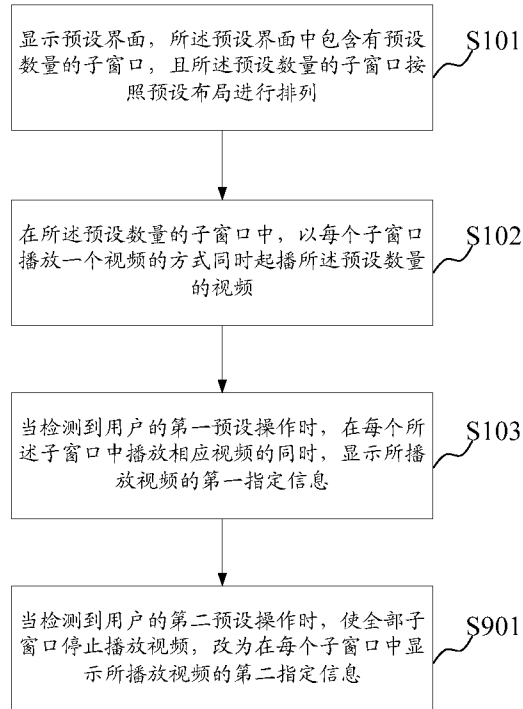 显示预设界面，所述预设界面中包含有预设
数量的子窗口，且所述预设数量的子窗口按
照预设布局进行排列
S101
在所述预设数量的子窗口中，以每个子窗口
播放一个视频的方式同时起播所述预设数量
的视频
S102
当检测到用户的第一预设操作时，在每个所
述子窗口中播放相应视频的同时，显示所播
放视频的第一指定信息
S103
当检测到用户的第二预设操作时，使全部子
窗口停止播放视频，改为在每个子窗口中显
示所播放视频的第二指定信息
S901